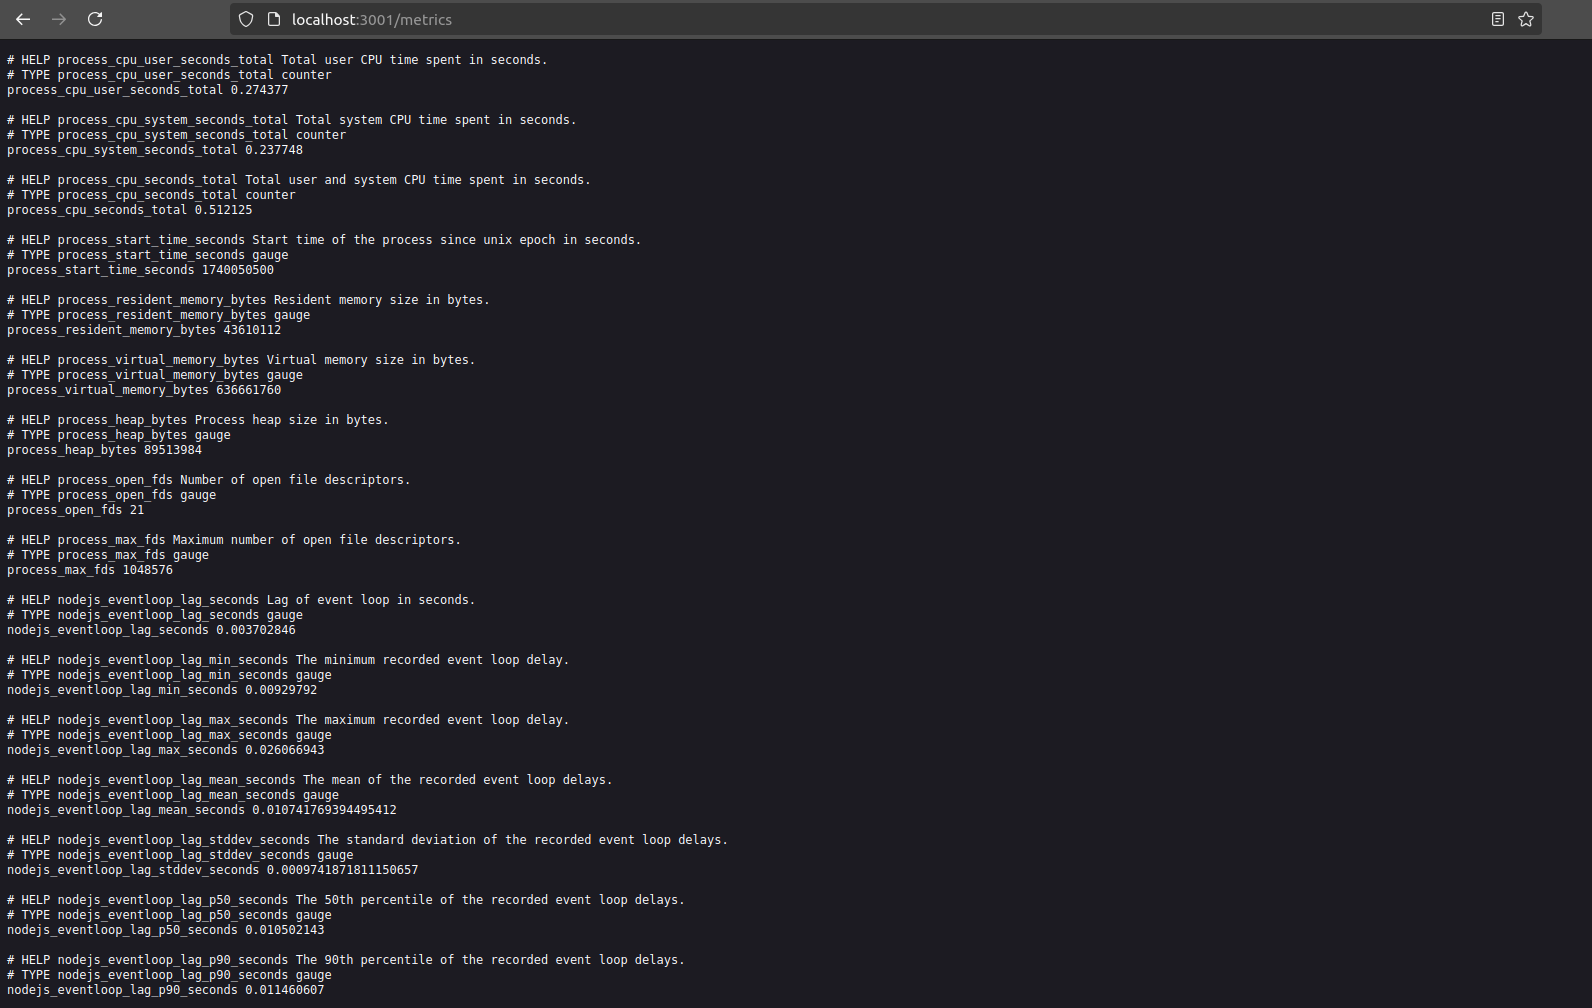 localhost:3001/metrics
# HELP process_cpu_user_seconds_total Total user CPU time spent in seconds.
# TYPE process_cpu_user_seconds_total counter
process_cpu_user_seconds_total 0.274377
# HELP process_cpu_system_seconds_total Total system CPU time spent in seconds.
# TYPE process_cpu_system_seconds_total counter
process_cpu_system_seconds_total 0.237748
# HELP process_cpu_seconds_total Total user and system CPU time spent in seconds.
# TYPE process_cpu_seconds_total counter
process_cpu_seconds_total 0.512125
# HELP process_start_time_seconds Start time of the process since unix epoch in seconds.
# TYPE process_start_time_seconds gauge
process_start_time_seconds 1740050500
# HELP process_resident_memory_bytes Resident memory size in bytes.
# TYPE process_resident_memory_bytes gauge
process_resident_memory_bytes 43610112
# HELP process_virtual_memory_bytes Virtual memory size in bytes.
# TYPE process_virtual_memory_bytes gauge
process_virtual_memory_bytes 636661760
# HELP process_heap_bytes Process heap size in bytes.
# TYPE process_heap_bytes gauge
process_heap_bytes 89513984
# HELP process_open_fds Number of open file descriptors.
# TYPE process_open_fds gauge
process_open_fds 21
# HELP process_max_fds Maximum number of open file descriptors.
# TYPE process_max_fds gauge
process_max_fds 1048576
# HELP nodejs_eventloop_lag_seconds Lag of event loop in seconds.
# TYPE nodejs_eventloop_lag_seconds gauge
nodejs_eventloop_lag_seconds 0.003702846
# HELP nodejs_eventloop_lag_min_seconds The minimum recorded event loop delay.
# TYPE nodejs_eventloop_lag_min_seconds gauge
nodejs_eventloop_lag_min_seconds 0.00929792
# HELP nodejs_eventloop_lag_max_seconds The maximum recorded event loop delay.
# TYPE nodejs_eventloop_lag_max_seconds gauge
nodejs_eventloop_lag_max_seconds 0.026066943
# HELP nodejs_eventloop_lag_mean_seconds The mean of the recorded event loop delays.
# TYPE nodejs_eventloop_lag_mean_seconds gauge
nodejs_eventloop_lag_mean_seconds 0.010741769394495412
# HELP nodejs_eventloop_lag_stddev_seconds The standard deviation of the recorded event loop delays.
# TYPE nodejs_eventloop_lag_stddev_seconds gauge
nodejs_eventloop_lag_stddev_seconds 0.0009741871811150657
# HELP nodejs_eventloop_lag_p50_seconds The 50th percentile of the recorded event loop delays.
# TYPE nodejs_eventloop_lag_p50_seconds gauge
nodejs_eventloop_lag_p50_seconds 0.010502143
# HELP nodejs_eventloop_lag_p90_seconds The 90th percentile of the recorded event loop delays.
# TYPE nodejs_eventloop_lag_p90_seconds gauge
nodejs_eventloop_lag_p90_seconds 0.011460607